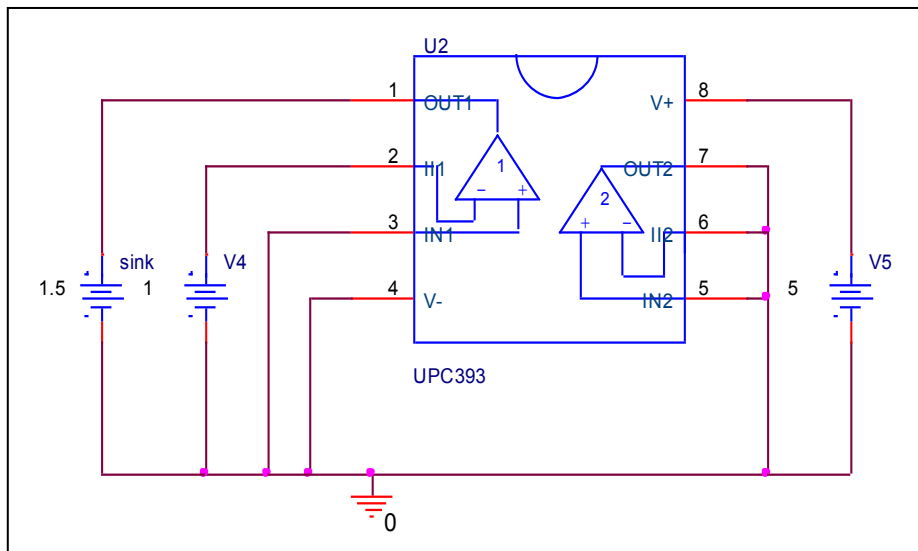 U2
1
OUT1
V+
8
2
II1
1
OUT2
7
2
3
IN1
II2
6
sink
V4
V5
1.5
1
4
V-
IN2
5
5
UPC393
0